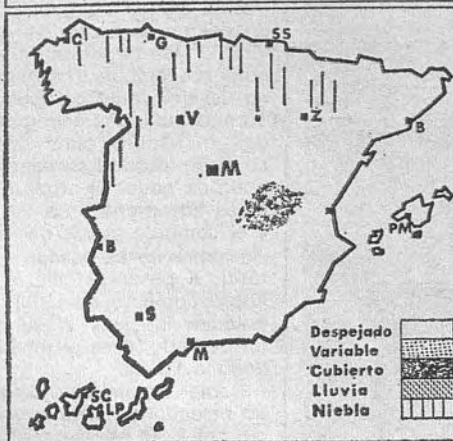 C G SS
V Z
B
M
PM
B
S
M
SC
LP
Despejado
Variable
Cubierto
Lluvia
Niebla